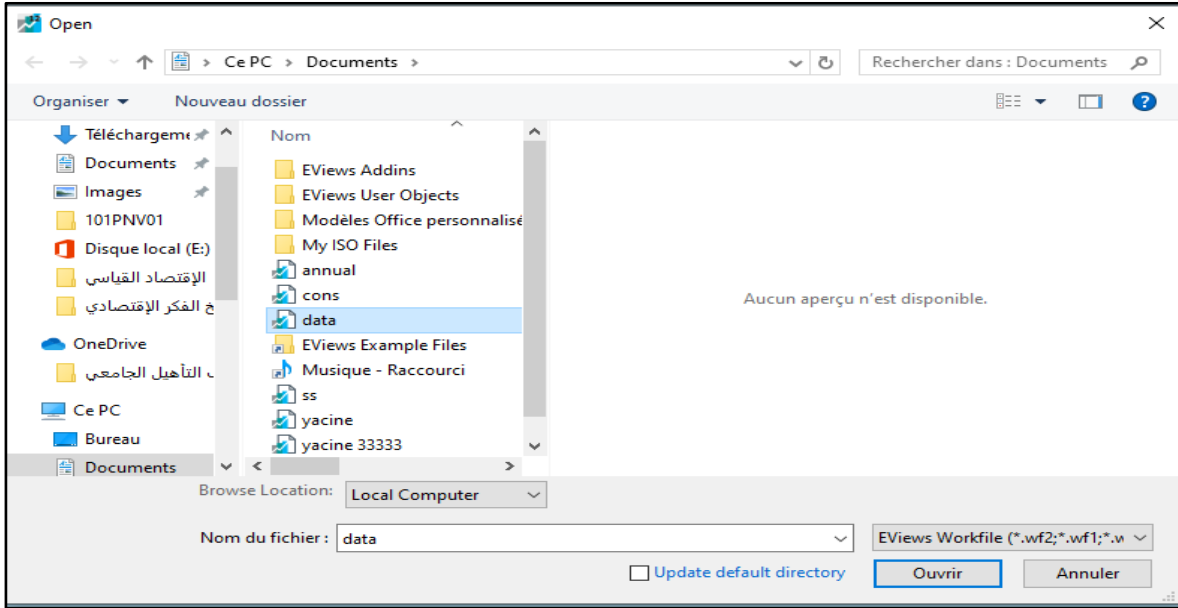 Open
Ce PC > Documents >
Rechercher dans : Documents
Organiser
Nouveau dossier
Téléchargeme
Documents
Images
101PNV01
Disque local (E:)
الإقتصاد القياسي
خ الفكر الإقتصادي
OneDrive
ب التأهيل الجامعي
Ce PC
Bureau
Documents
Nom
EViews Addins
EViews User Objects
Modèles Office personnalisé
My ISO Files
annual
cons
data
EViews Example Files
Musique - Raccourci
ss
yacine
yacine 33333
Aucun aperçu n'est disponible.
Browse Location:
Local Computer
Nom du fichier :
data
EViews Workfile (*.wf2;*.wf1;*.w
Update default directory
Ouvrir
Annuler